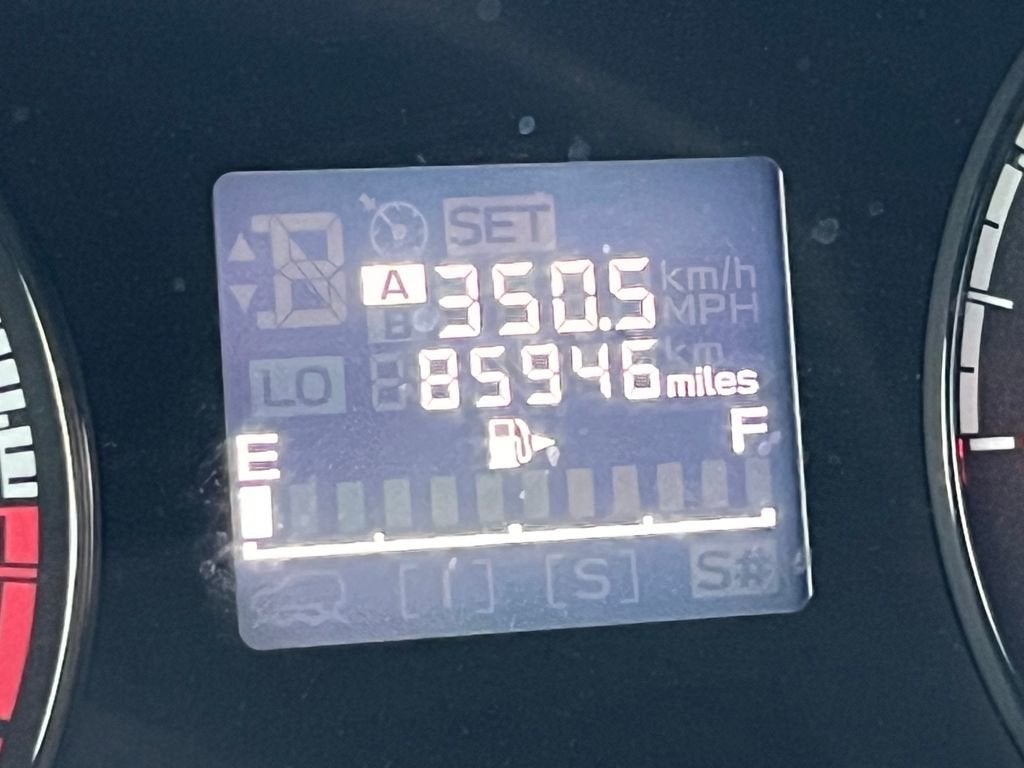 SET
A 350.5 km/h
B MPH
LO 85946 km
miles
E F
[I] [S] S#